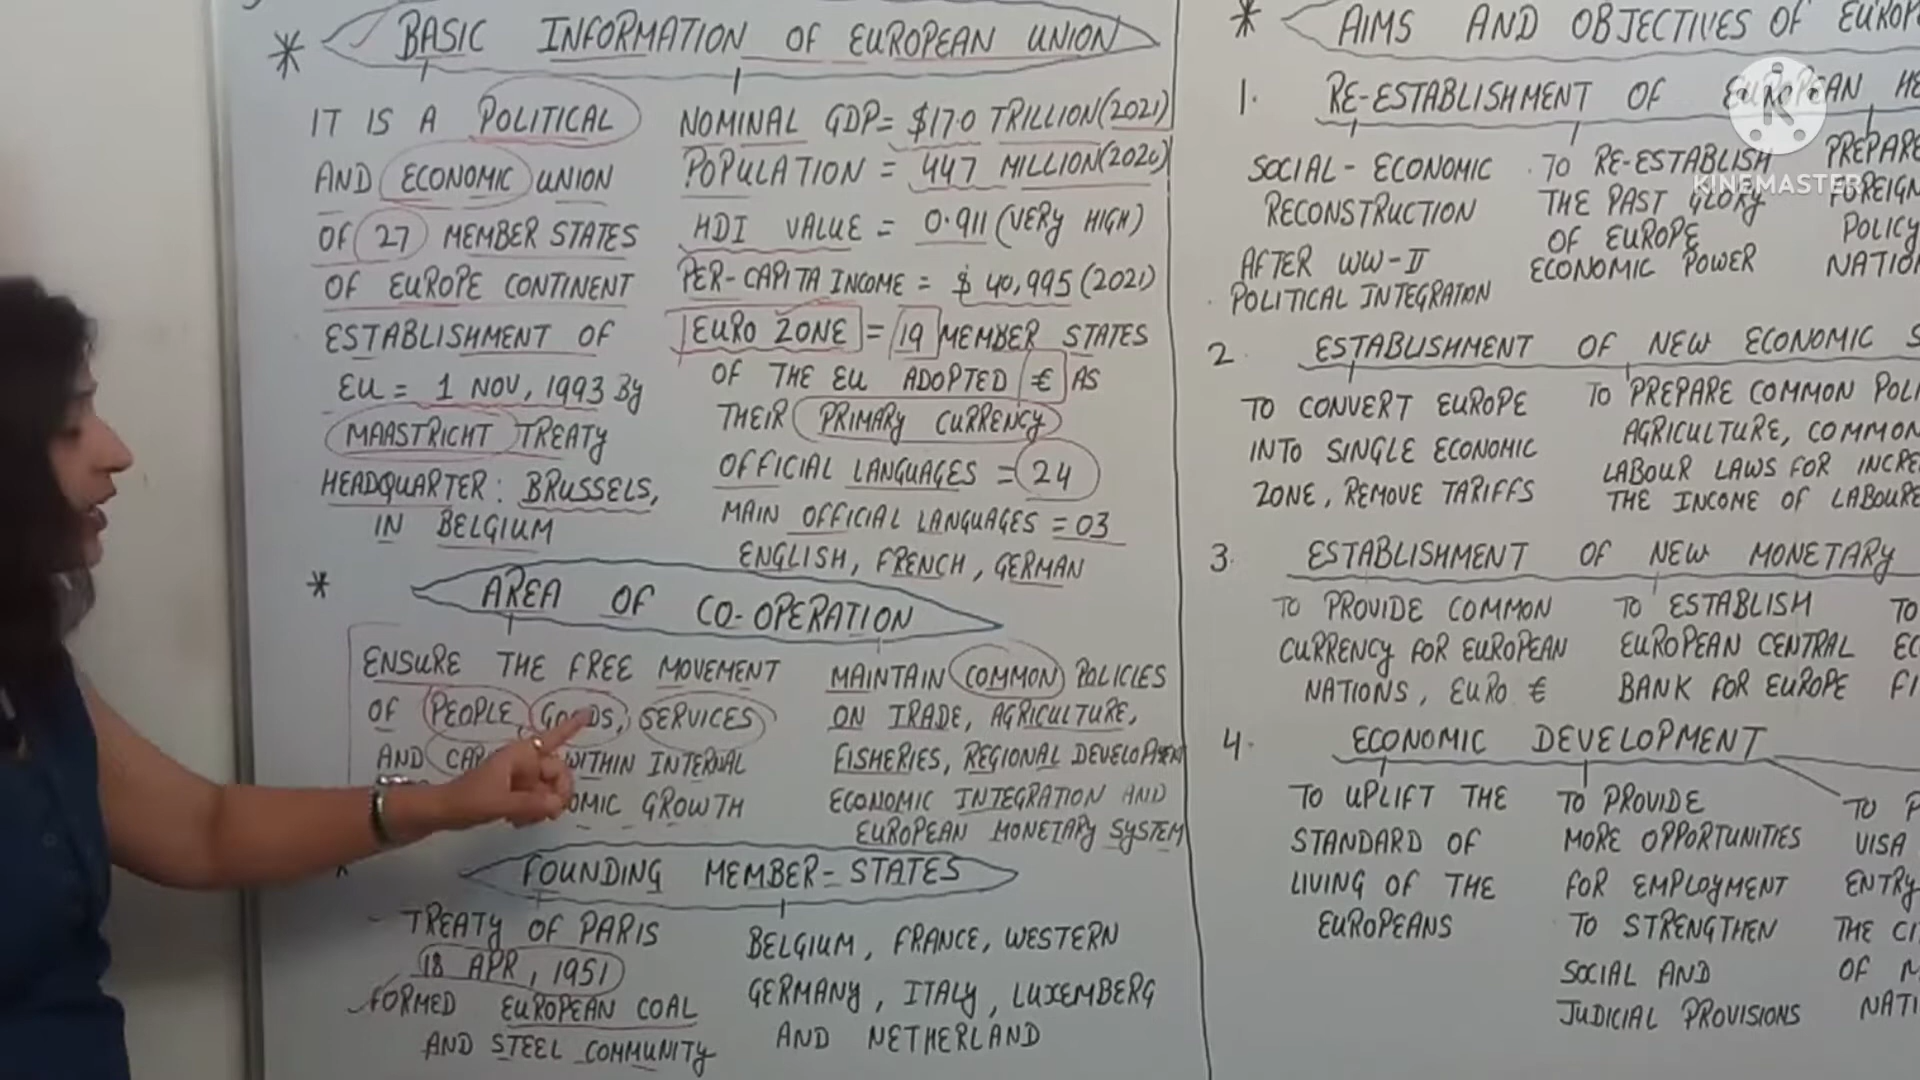 * BASIC INFORMATION OF EUROPEAN UNION
IT IS A POLITICAL
AND ECONOMIC UNION
OF 27 MEMBER STATES
OF EUROPE CONTINENT
ESTABLISHMENT OF
EU = 1 NOV, 1993 By
MAASTRICHT TREATY
HEADQUARTER: BRUSSELS,
IN BELGIUM
NOMINAL GDP= $17.0 TRILLION(2021)
POPULATION = 447 MILLION(2020)
HDI VALUE = 0.911 (VERY HIGH)
PER-CAPITA INCOME = $ 40,995 (2021)
EURO ZONE = 19 MEMBER STATES
OF THE EU ADOPTED € AS
THEIR PRIMARY CURRENCY
OFFICIAL LANGUAGES = 24
MAIN OFFICIAL LANGUAGES = 03
ENGLISH, FRENCH, GERMAN
* AREA OF CO-OPERATION
ENSURE THE FREE MOVEMENT
OF PEOPLE, GOODS, SERVICES
AND WITHIN INTERNAL
GROWTH
MAINTAIN COMMON POLICIES
ON TRADE, AGRICULTURE,
FISHERIES, REGIONAL DEVELOPMENT
ECONOMIC INTEGRATION AND
EUROPEAN MONETARY SYSTEM
FOUNDING MEMBER-STATES
- TREATY OF PARIS
18 APR, 1951
FORMED EUROPEAN COAL
AND STEEL COMMUNITY
BELGIUM, FRANCE, WESTERN
GERMANY, ITALY, LUXEMBERG
AND NETHERLAND
* AIMS AND OBJECTIVES OF
1. RE-ESTABLISHMENT OF EUROPEAN
SOCIAL-ECONOMIC
RECONSTRUCTION
AFTER WW-II
POLITICAL INTEGRATION
TO RE-ESTABLISH
THE PAST GLORY
OF EUROPE
ECONOMIC POWER
PREPARE
FOREIGN
POLICY
KINEMASTER
2. ESTABLISHMENT OF NEW ECONOMIC
TO CONVERT EUROPE
INTO SINGLE ECONOMIC
ZONE, REMOVE TARIFFS
TO PREPARE COMMON
AGRICULTURE, COMMON
LABOUR LAWS FOR
THE INCOME OF
3. ESTABLISHMENT OF NEW MONETARY
TO PROVIDE COMMON
CURRENCY FOR EUROPEAN
NATIONS, EURO €
TO ESTABLISH
EUROPEAN CENTRAL
BANK FOR EUROPE
TO
4. ECONOMIC DEVELOPMENT
TO UPLIFT THE
STANDARD OF
LIVING OF THE
EUROPEANS
TO PROVIDE
MORE OPPORTUNITIES
FOR EMPLOYMENT
TO STRENGTHEN
SOCIAL AND
JUDICIAL PROVISIONS
TO
VISA
ENTRY
THE
OF